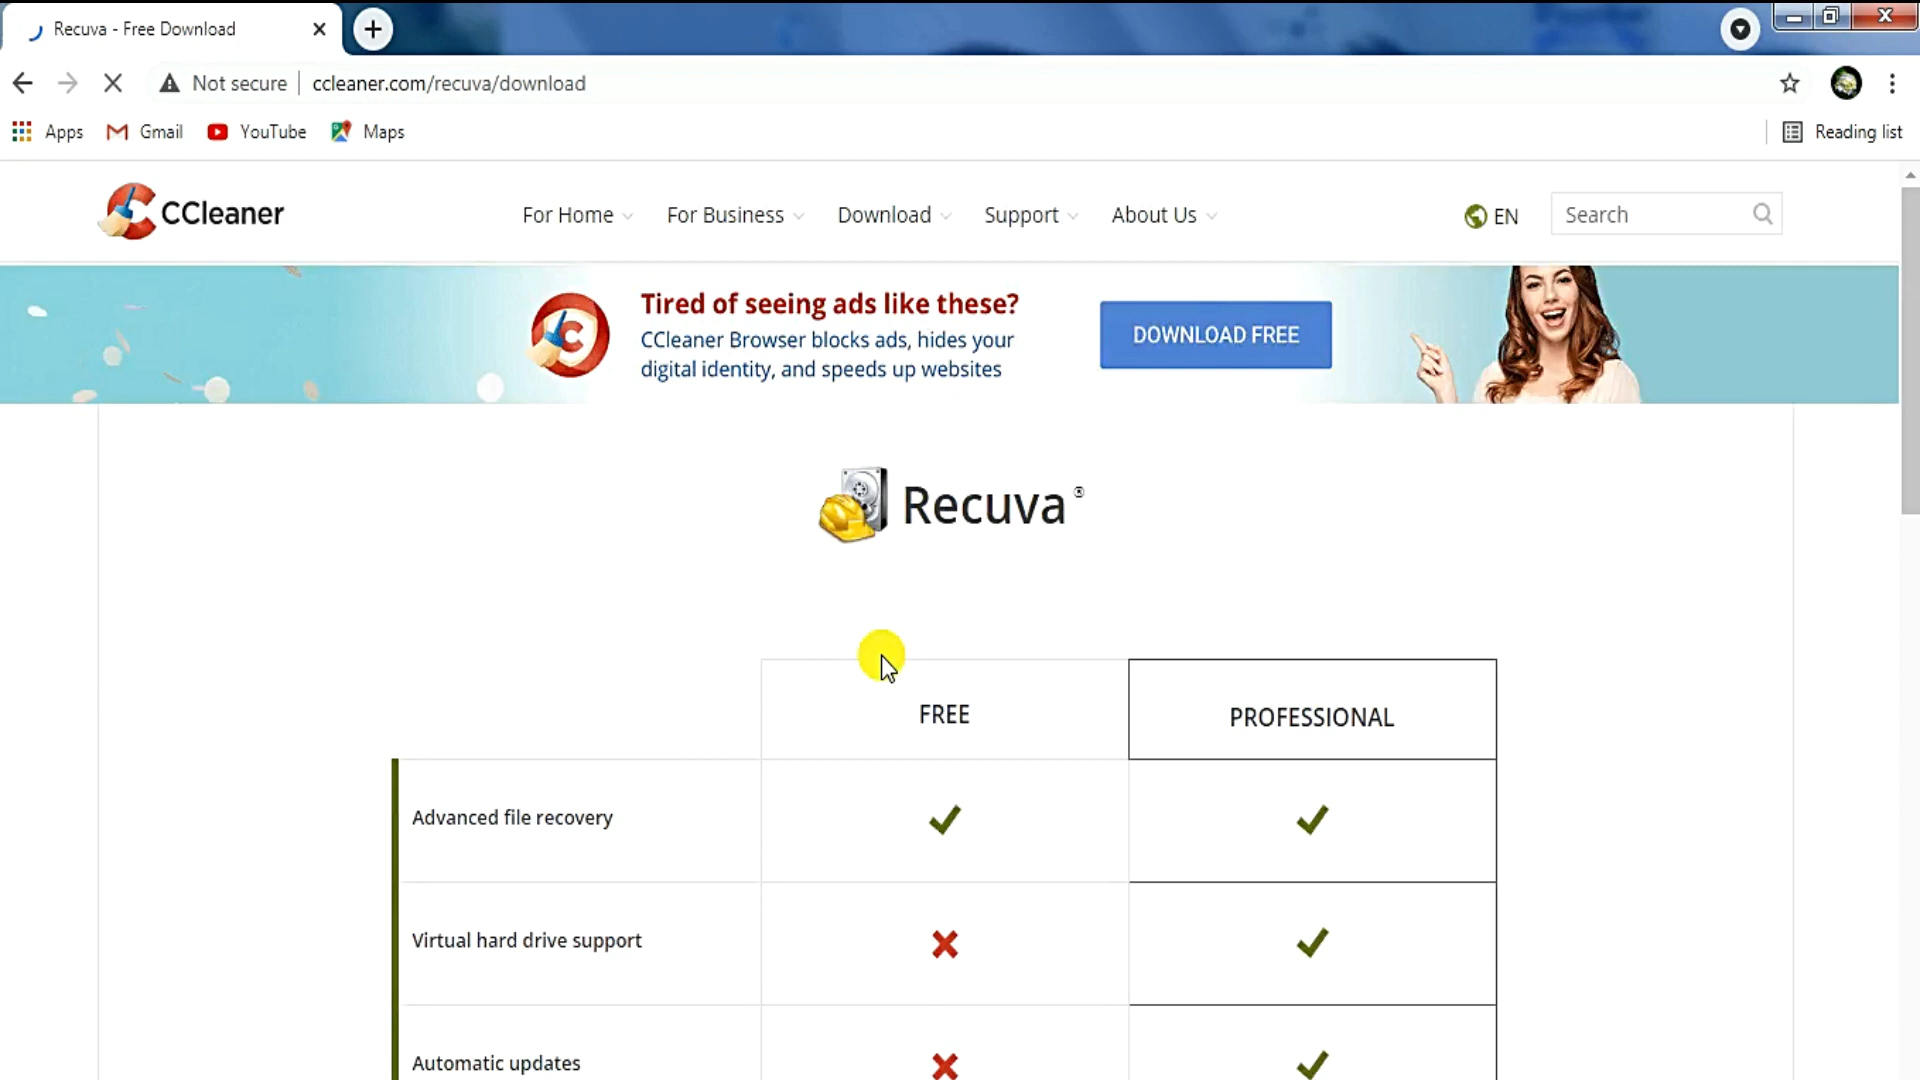 Recuva - Free Download
Not secure ccleaner.com/recuva/download
Apps Gmail YouTube Maps Reading list
CCleaner For Home For Business Download Support About Us EN Search
Tired of seeing ads like these?
CCleaner Browser blocks ads, hides your
digital identity, and speeds up websites
DOWNLOAD FREE
Recuva®
FREE PROFESSIONAL
Advanced file recovery
Virtual hard drive support
Automatic updates